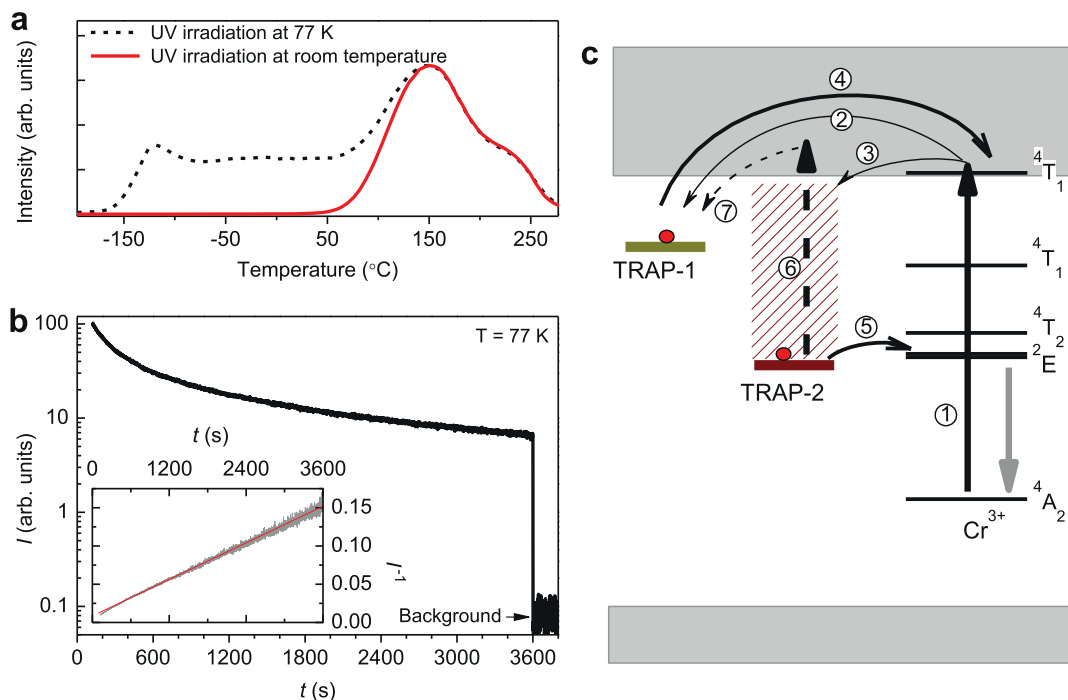 a
UV irradiation at 77 K
UV irradiation at room temperature
Intensity (arb. units)
-150 -50 50 150 250
Temperature (°C)
b
T = 77 K
100
10
1
0.1
I (arb. units)
t (s)
0 1200 2400 3600
0.15
0.10
0.05
0.00
I⁻¹
Background
0 600 1200 1800 2400 3000 3600
t (s)
c
④
②
③
⁴T₁
⑦
TRAP-1
⁴T₁
⑥
⁴T₂
⑤
²E
TRAP-2
①
⁴A₂
Cr³⁺